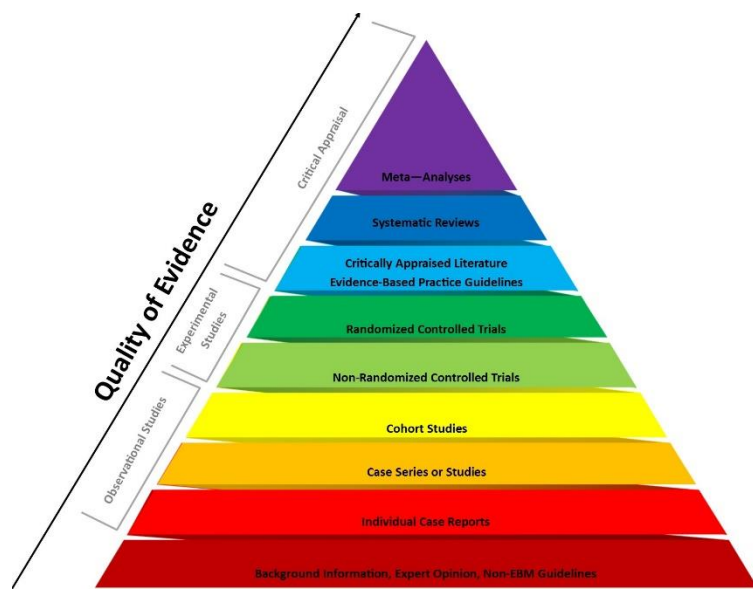 Quality of Evidence
Critical Appraisal
Experimental
Studies
Observational Studies
Meta—Analyses
Systematic Reviews
Critically Appraised Literature
Evidence-Based Practice Guidelines
Randomized Controlled Trials
Non-Randomized Controlled Trials
Cohort Studies
Case Series or Studies
Individual Case Reports
Background Information, Expert Opinion, Non-EBM Guidelines